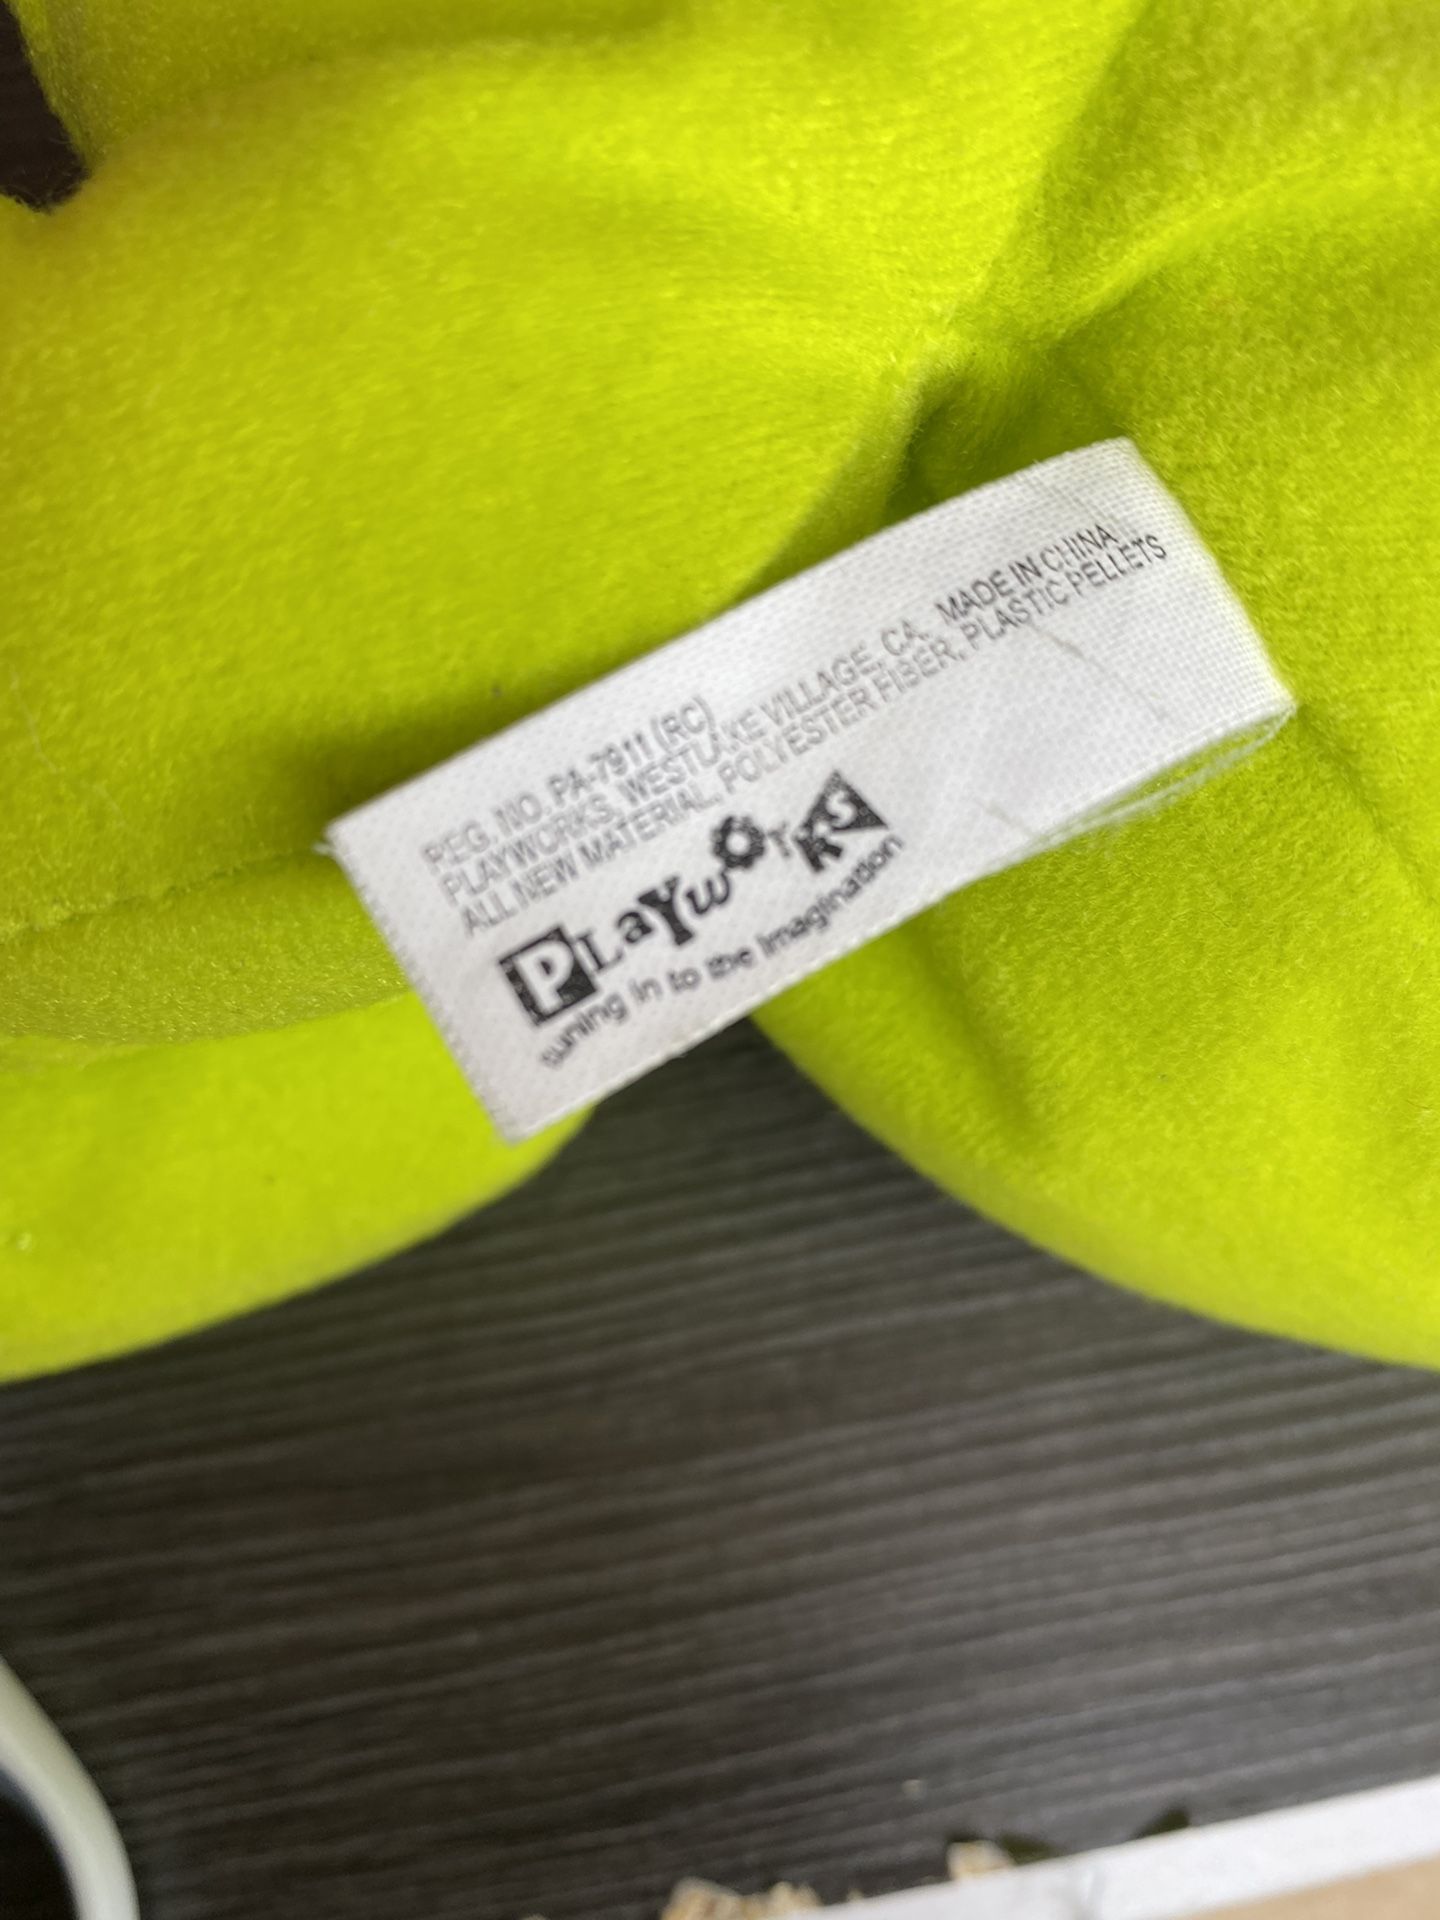 REG. NO. PA-7911 (RC)
PLAYWORKS, WESTLAKE VILLAGE, CA. MADE IN CHINA
ALL NEW MATERIAL, POLYESTER FIBER, PLASTIC PELLETS
PLaYwOrKS
tuning in to the imagination